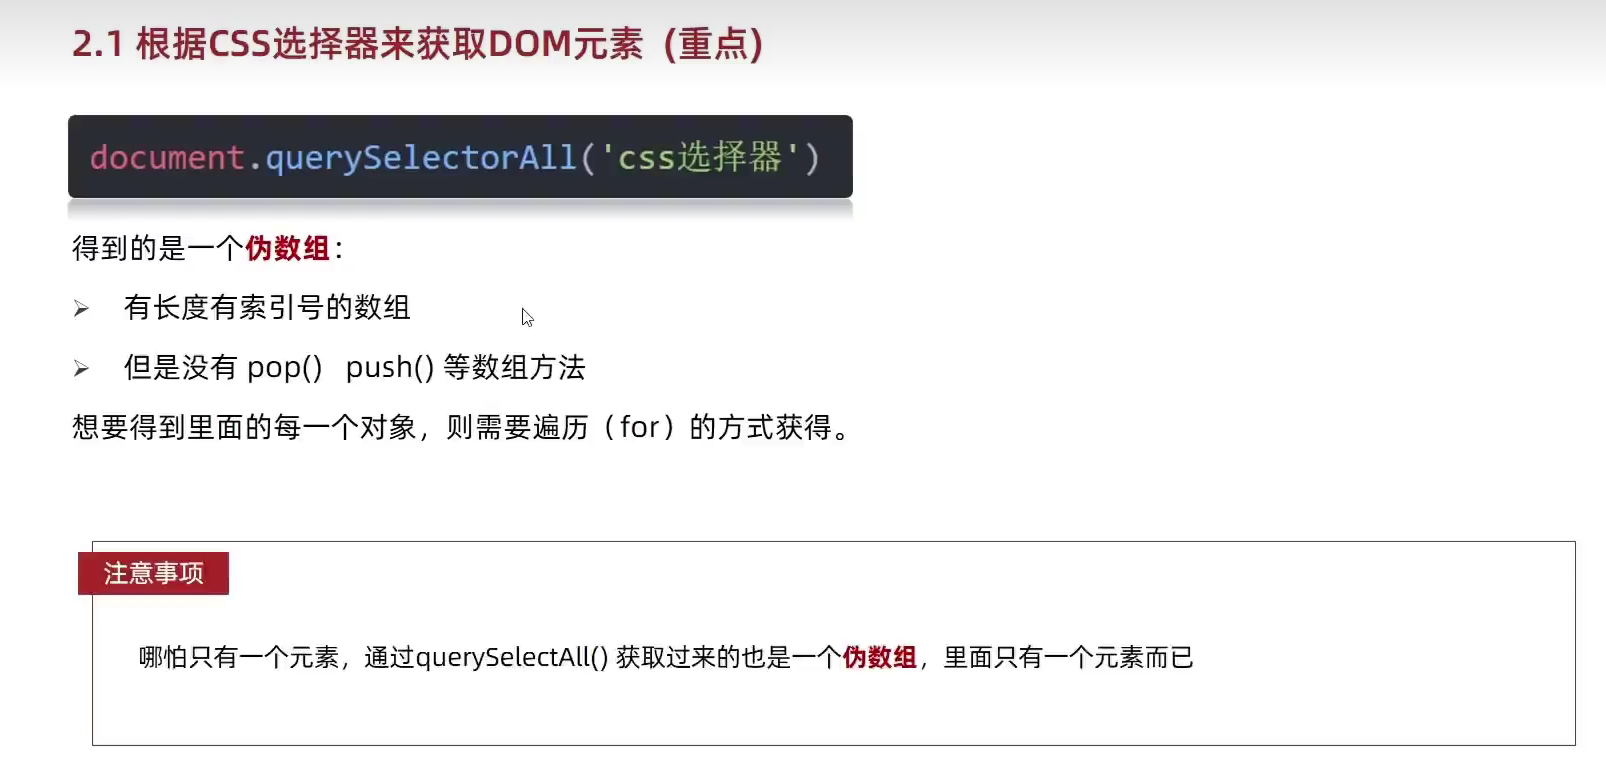 2.1 根据CSS选择器来获取DOM元素 (重点)
document.querySelectorAll('css选择器')
得到的是一个伪数组：
➢ 有长度有索引号的数组
➢ 但是没有 pop() push() 等数组方法
想要得到里面的每一个对象，则需要遍历（for）的方式获得。
注意事项
哪怕只有一个元素，通过querySelectAll() 获取过来的也是一个伪数组，里面只有一个元素而已